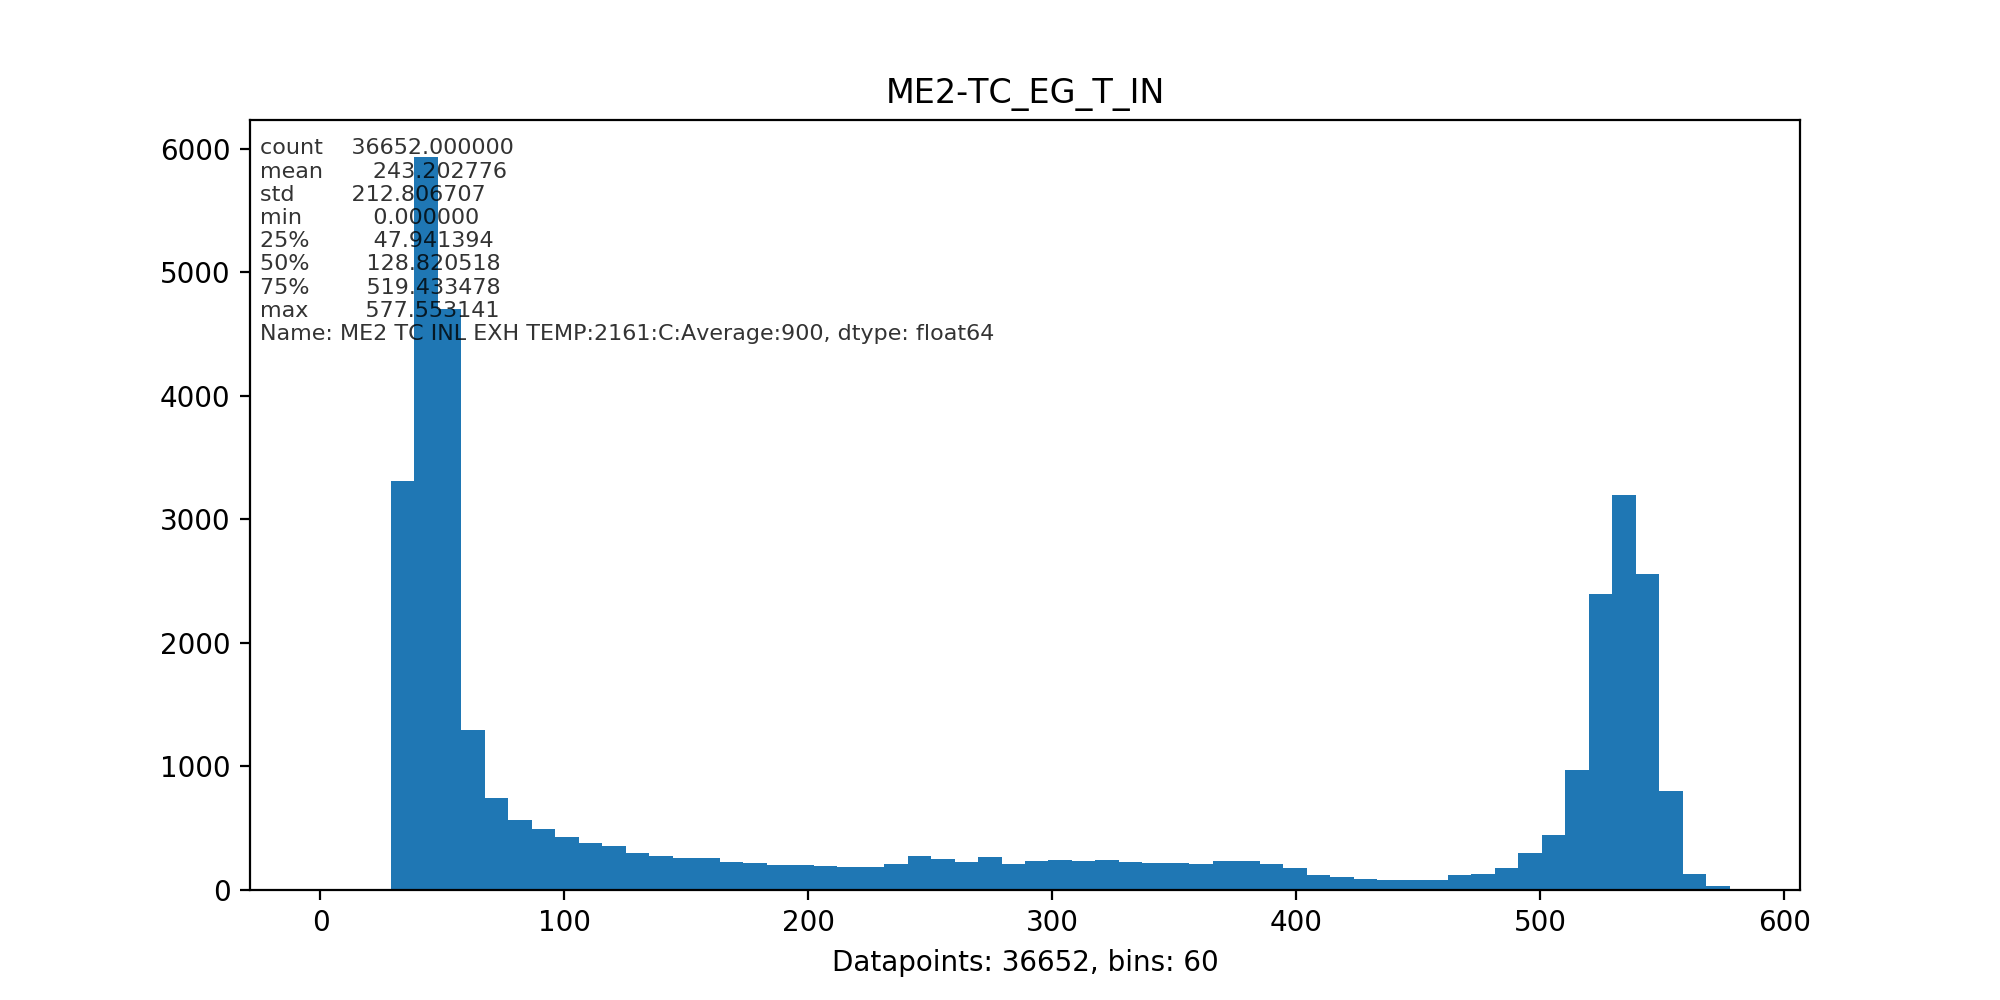 ME2-TC_EG_T_IN
6000
5000
4000
3000
2000
1000
0
count 36652.000000
mean 243.202776
std 212.806707
min 0.000000
25% 47.941394
50% 128.820518
75% 519.433478
max 577.553141
Name: ME2 TC INL EXH TEMP:2161:C:Average:900, dtype: float64
0 100 200 300 400 500 600
Datapoints: 36652, bins: 60